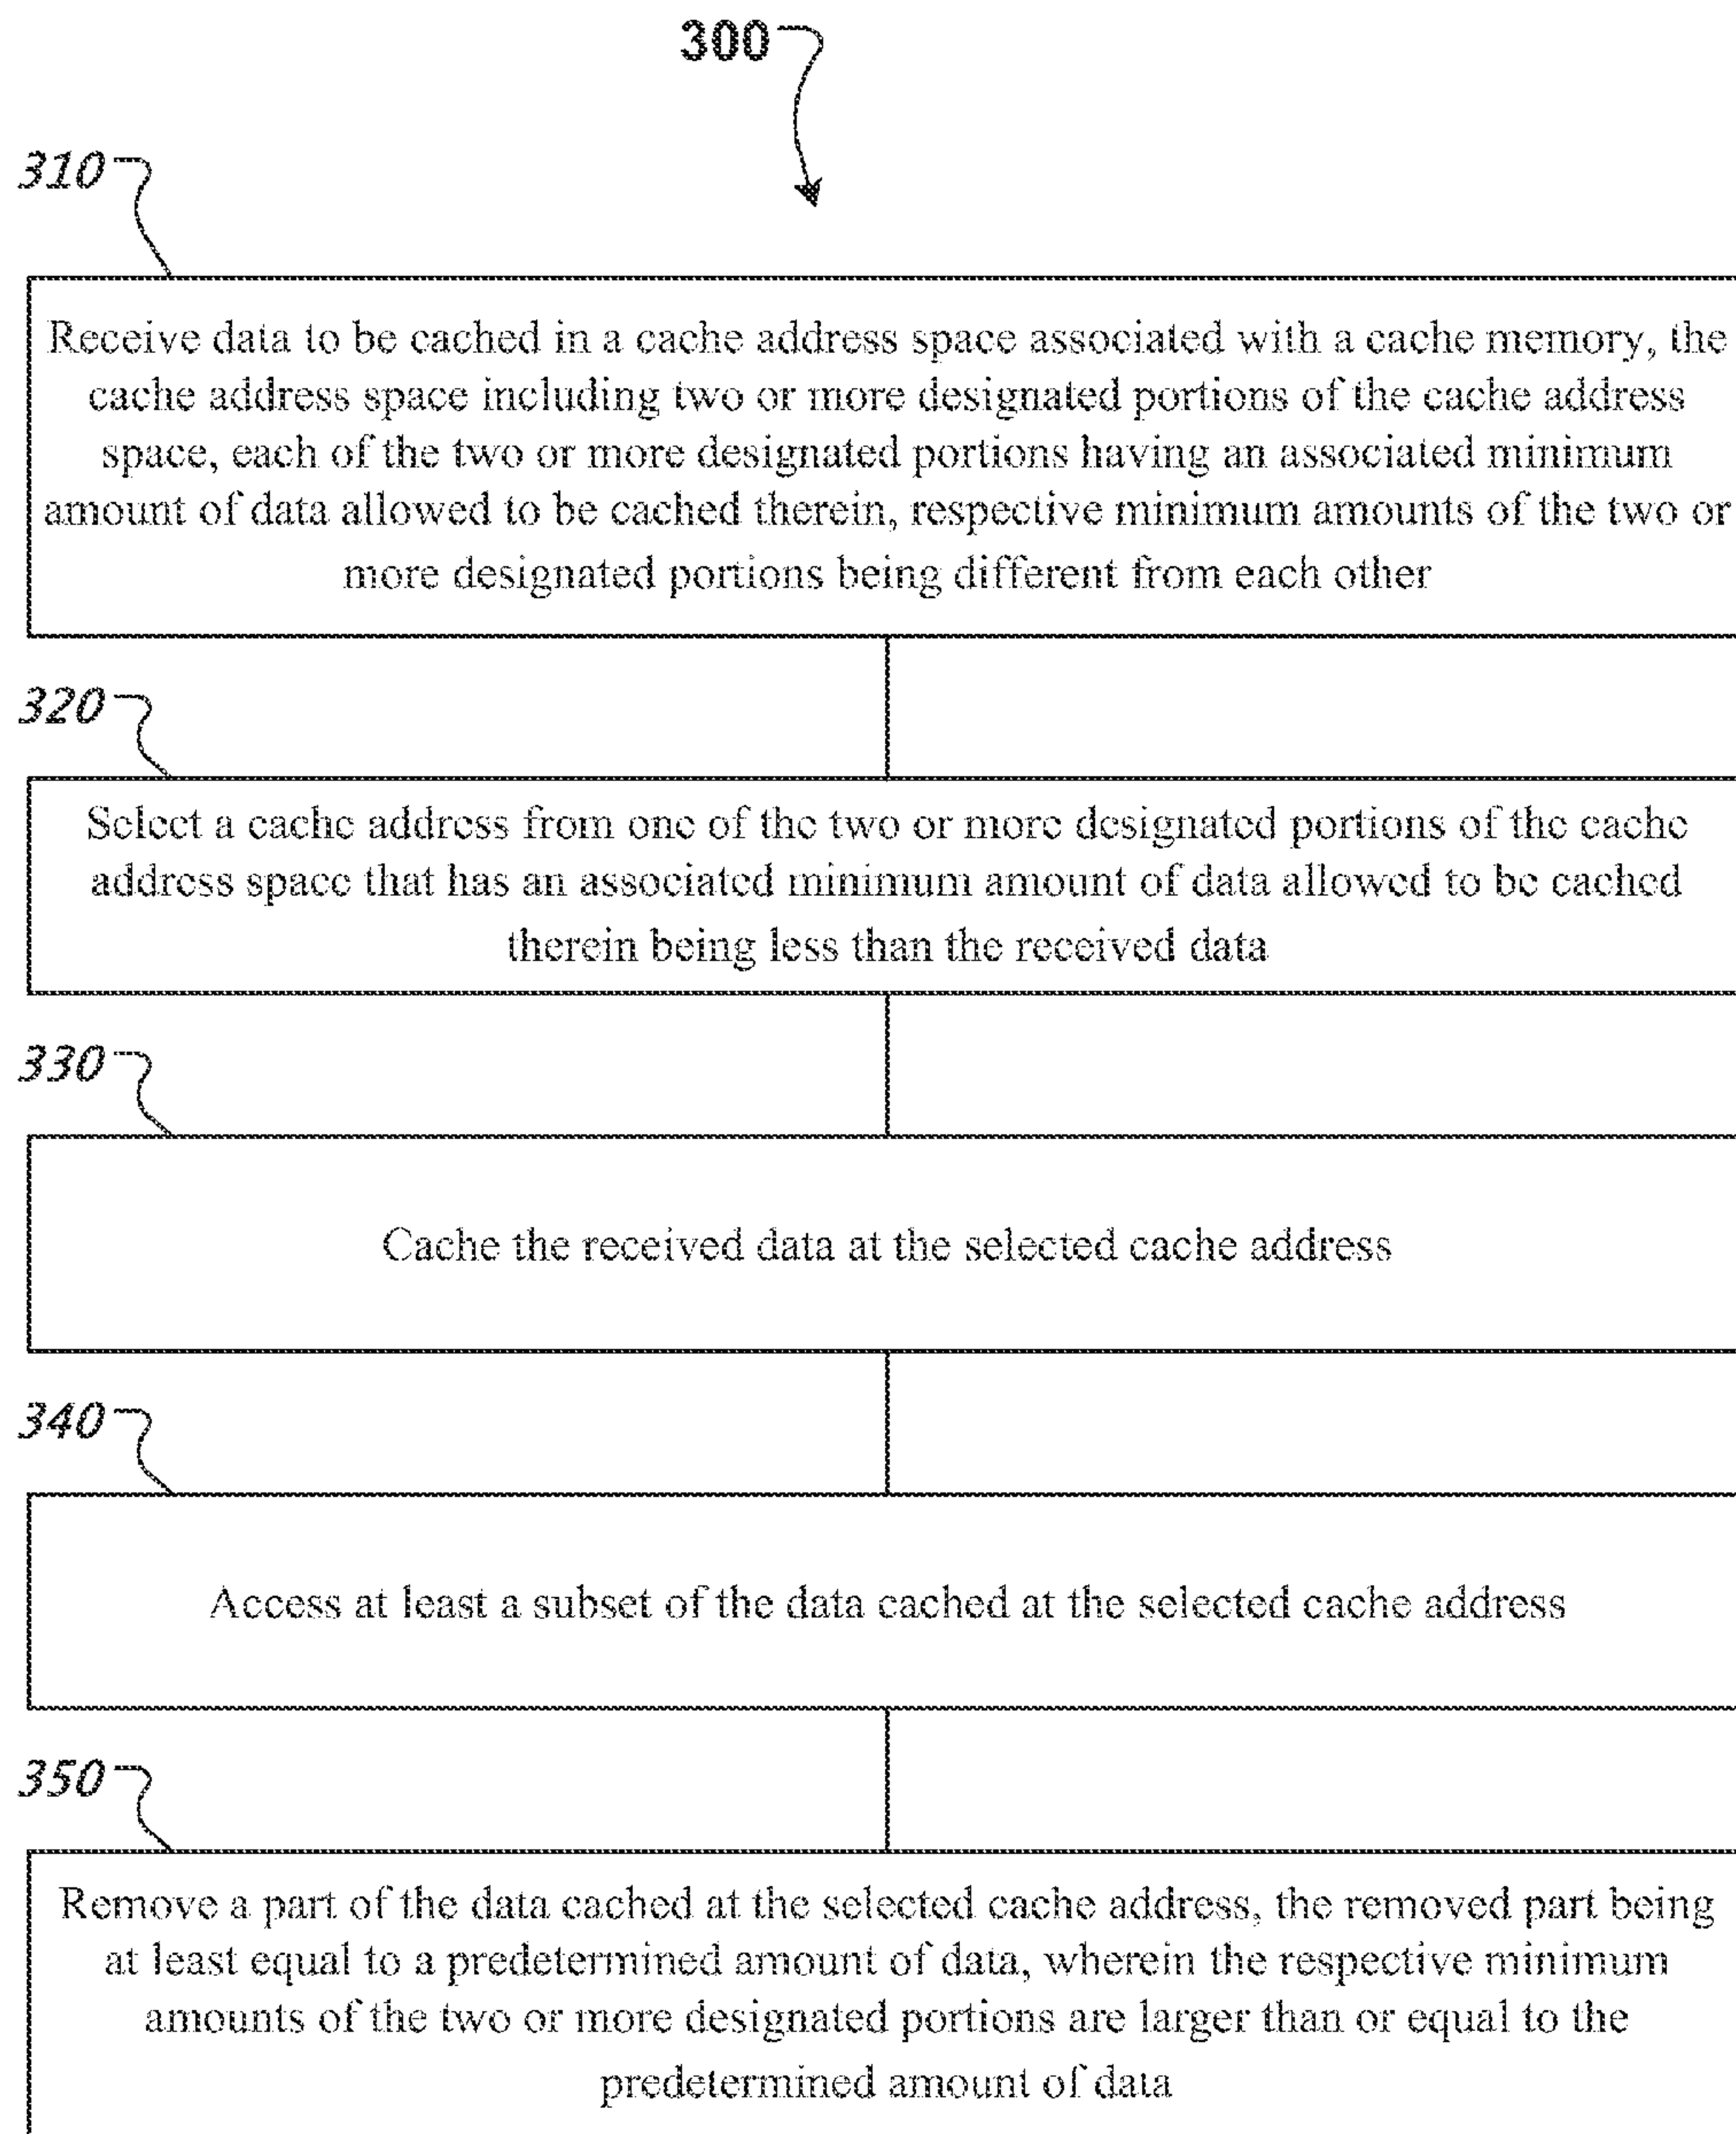 300
310
Receive data to be cached in a cache address space associated with a cache memory, the
cache address space including two or more designated portions of the cache address
space, each of the two or more designated portions having an associated minimum
amount of data allowed to be cached therein, respective minimum amounts of the two or
more designated portions being different from each other
320
Select a cache address from one of the two or more designated portions of the cache
address space that has an associated minimum amount of data allowed to be cached
therein being less than the received data
330
Cache the received data at the selected cache address
340
Access at least a subset of the data cached at the selected cache address
350
Remove a part of the data cached at the selected cache address, the removed part being
at least equal to a predetermined amount of data, wherein the respective minimum
amounts of the two or more designated portions are larger than or equal to the
predetermined amount of data